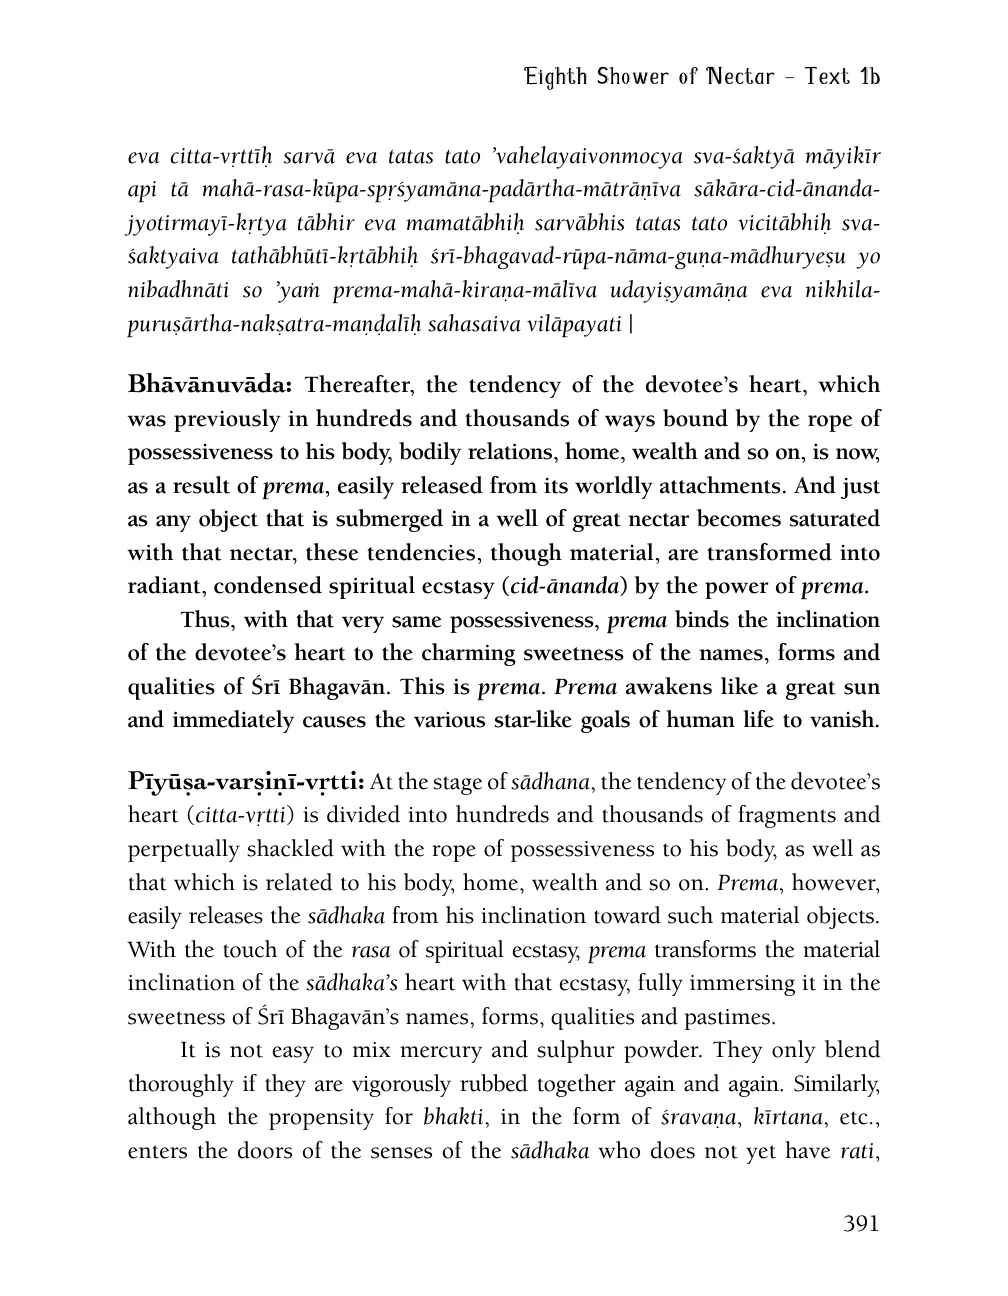 Eighth Shower of Nectar – Text 1b
eva citta-vṛttīḥ sarvā eva tatas tato ’vahelayaivonmocya sva-śaktyā māyikīr
api tā mahā-rasa-kūpa-spṛśyamāna-padārtha-mātrāṇīva sākāra-cid-ānanda-
jyotirmayī-kṛtya tābhir eva mamatābhiḥ sarvābhis tatas tato vicitābhiḥ sva-
śaktyaiva tathābhūtī-kṛtābhiḥ śrī-bhagavad-rūpa-nāma-guṇa-mādhuryeṣu yo
nibadhnāti so ’yaṁ prema-mahā-kiraṇa-mālīva udayiṣyamāṇa eva nikhila-
puruṣārtha-nakṣatra-maṇḍalīḥ sahasaiva vilāpayati |
Bhāvānuvāda: Thereafter, the tendency of the devotee’s heart, which
was previously in hundreds and thousands of ways bound by the rope of
possessiveness to his body, bodily relations, home, wealth and so on, is now,
as a result of prema, easily released from its worldly attachments. And just
as any object that is submerged in a well of great nectar becomes saturated
with that nectar, these tendencies, though material, are transformed into
radiant, condensed spiritual ecstasy (cid-ānanda) by the power of prema.
Thus, with that very same possessiveness, prema binds the inclination
of the devotee’s heart to the charming sweetness of the names, forms and
qualities of Śrī Bhagavān. This is prema. Prema awakens like a great sun
and immediately causes the various star-like goals of human life to vanish.
Pīyūṣa-varṣiṇī-vṛtti: At the stage of sādhana, the tendency of the devotee’s
heart (citta-vṛtti) is divided into hundreds and thousands of fragments and
perpetually shackled with the rope of possessiveness to his body, as well as
that which is related to his body, home, wealth and so on. Prema, however,
easily releases the sādhaka from his inclination toward such material objects.
With the touch of the rasa of spiritual ecstasy, prema transforms the material
inclination of the sādhaka’s heart with that ecstasy, fully immersing it in the
sweetness of Śrī Bhagavān’s names, forms, qualities and pastimes.
It is not easy to mix mercury and sulphur powder. They only blend
thoroughly if they are vigorously rubbed together again and again. Similarly,
although the propensity for bhakti, in the form of śravaṇa, kīrtana, etc.,
enters the doors of the senses of the sādhaka who does not yet have rati,
391